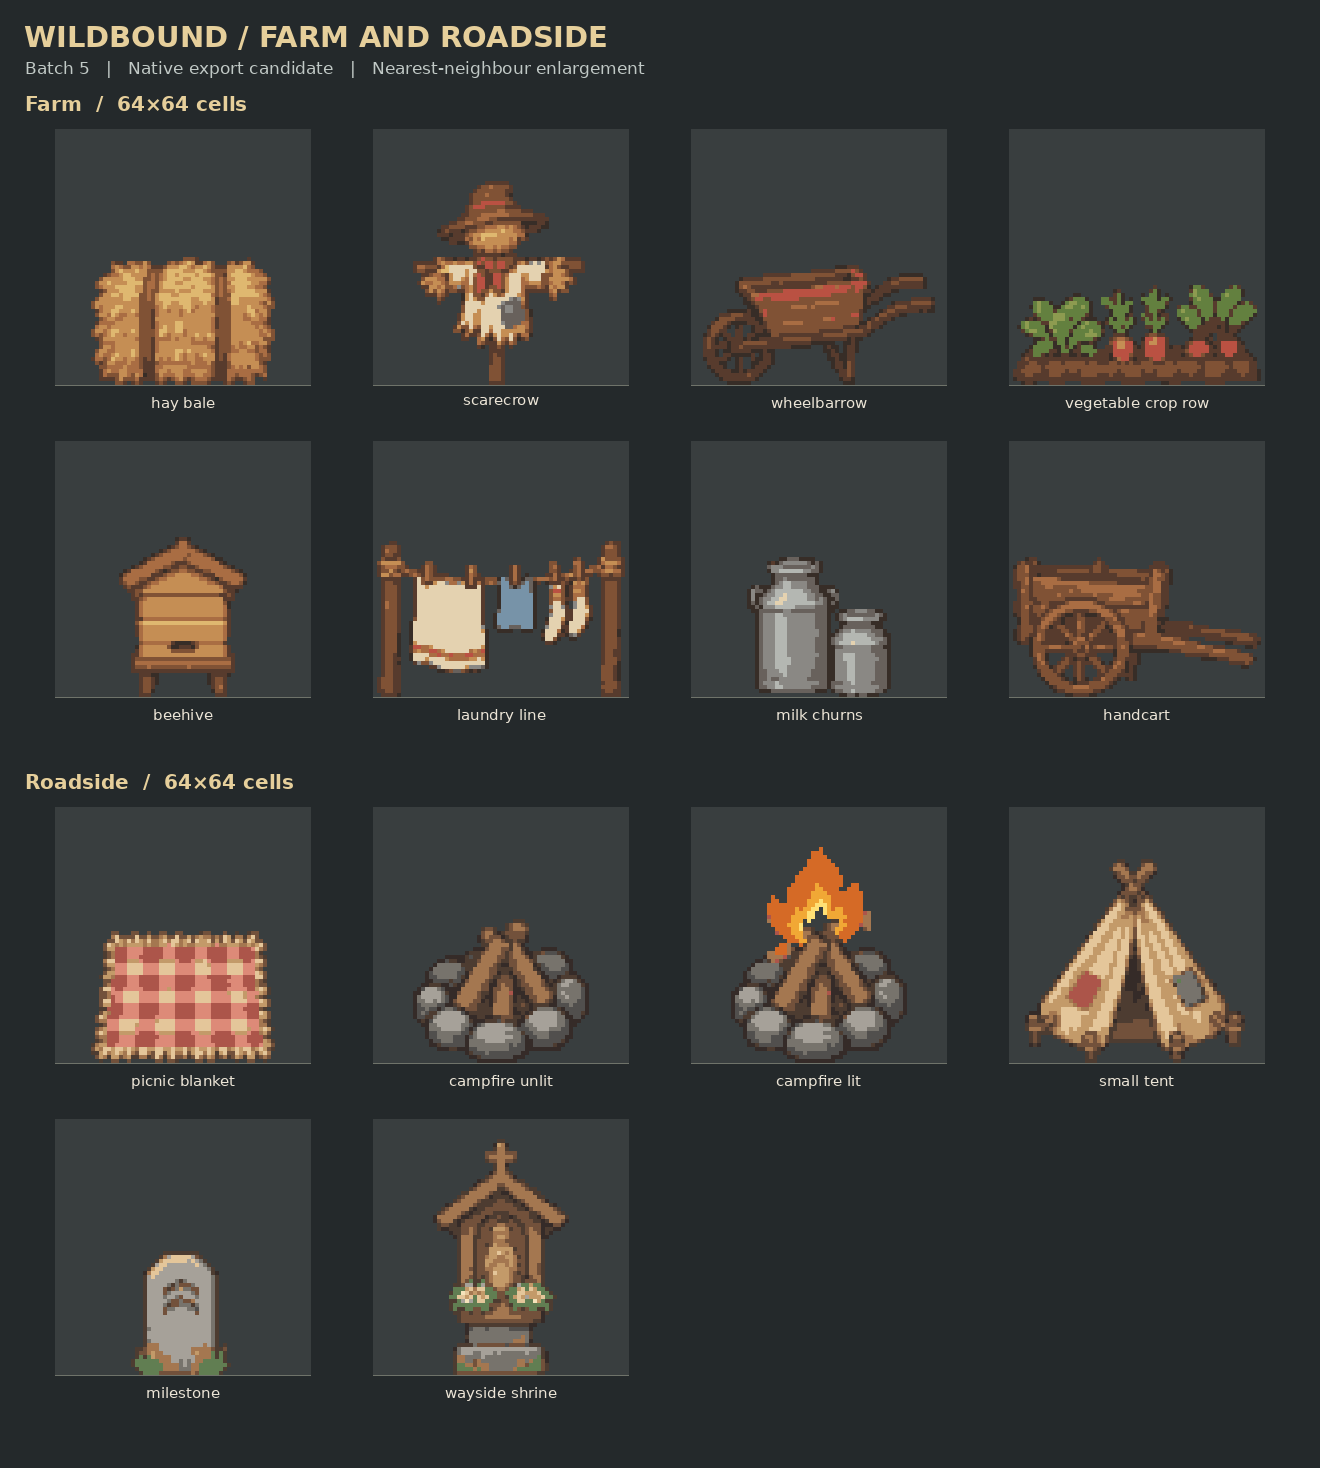 WILDBOUND / FARM AND ROADSIDE
Batch 5 | Native export candidate | Nearest-neighbour enlargement
Farm / 64×64 cells
hay bale
scarecrow
wheelbarrow
vegetable crop row
beehive
laundry line
milk churns
handcart
Roadside / 64×64 cells
picnic blanket
campfire unlit
campfire lit
small tent
milestone
wayside shrine